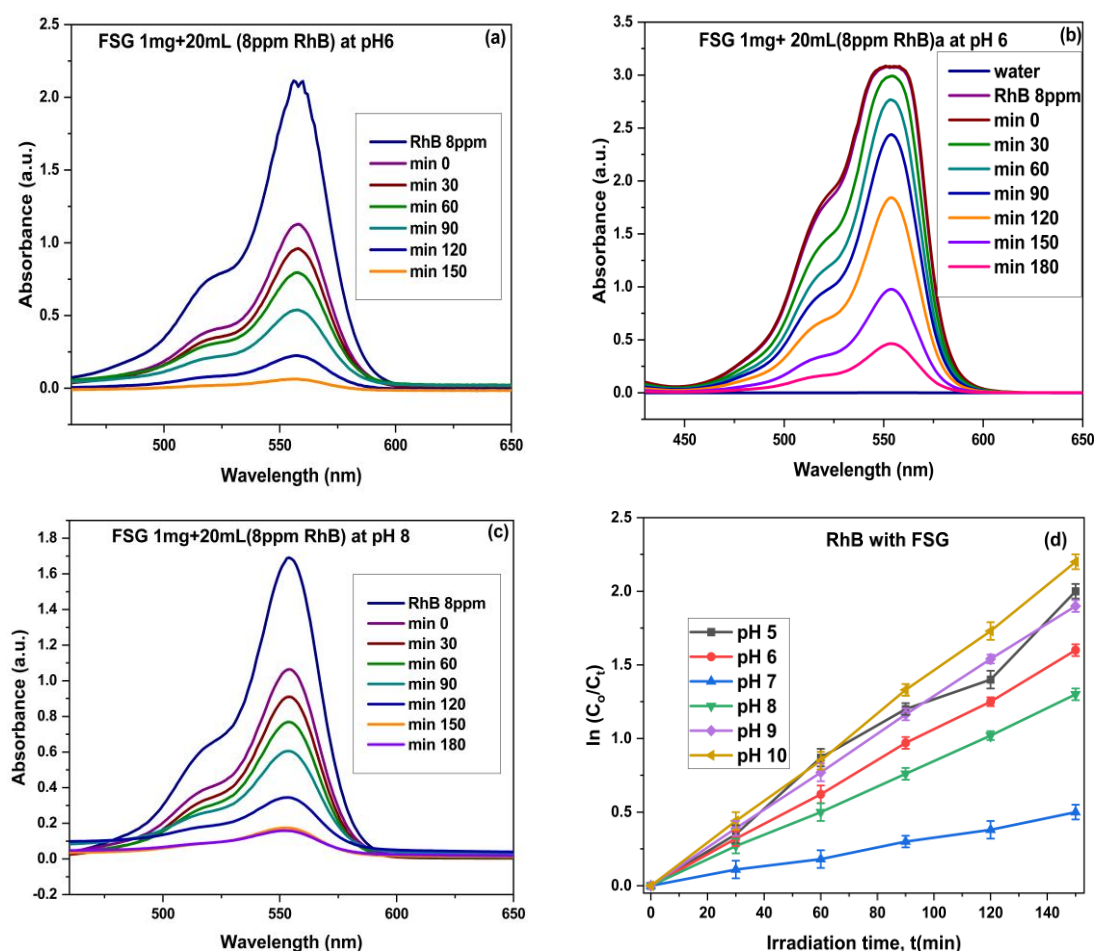 FSG 1mg+20mL (8ppm RhB) at pH6
(a)
2.5
2.0
1.5
1.0
0.5
0.0
Absorbance (a.u.)
RhB 8ppm
min 0
min 30
min 60
min 90
min 120
min 150
500
550
600
650
Wavelength (nm)
FSG 1mg+ 20mL(8ppm RhB)a at pH 6
(b)
3.5
3.0
2.5
2.0
1.5
1.0
0.5
0.0
Absorbance a.u.)
water
RhB 8ppm
min 0
min 30
min 60
min 90
min 120
min 150
min 180
450
500
550
600
650
Wavelength (nm)
FSG 1mg+20mL(8ppm RhB) at pH 8
(c)
1.8
1.6
1.4
1.2
1.0
0.8
0.6
0.4
0.2
0.0
-0.2
Absorbance (a.u.)
RhB 8ppm
min 0
min 30
min 60
min 90
min 120
min 150
min 180
500
550
600
650
Wavelength (nm)
RhB with FSG
(d)
2.5
2.0
1.5
1.0
0.5
0.0
ln (Co/Ct)
pH 5
pH 6
pH 7
pH 8
pH 9
pH 10
0
20
40
60
80
100
120
140
Irradiation time, t(min)